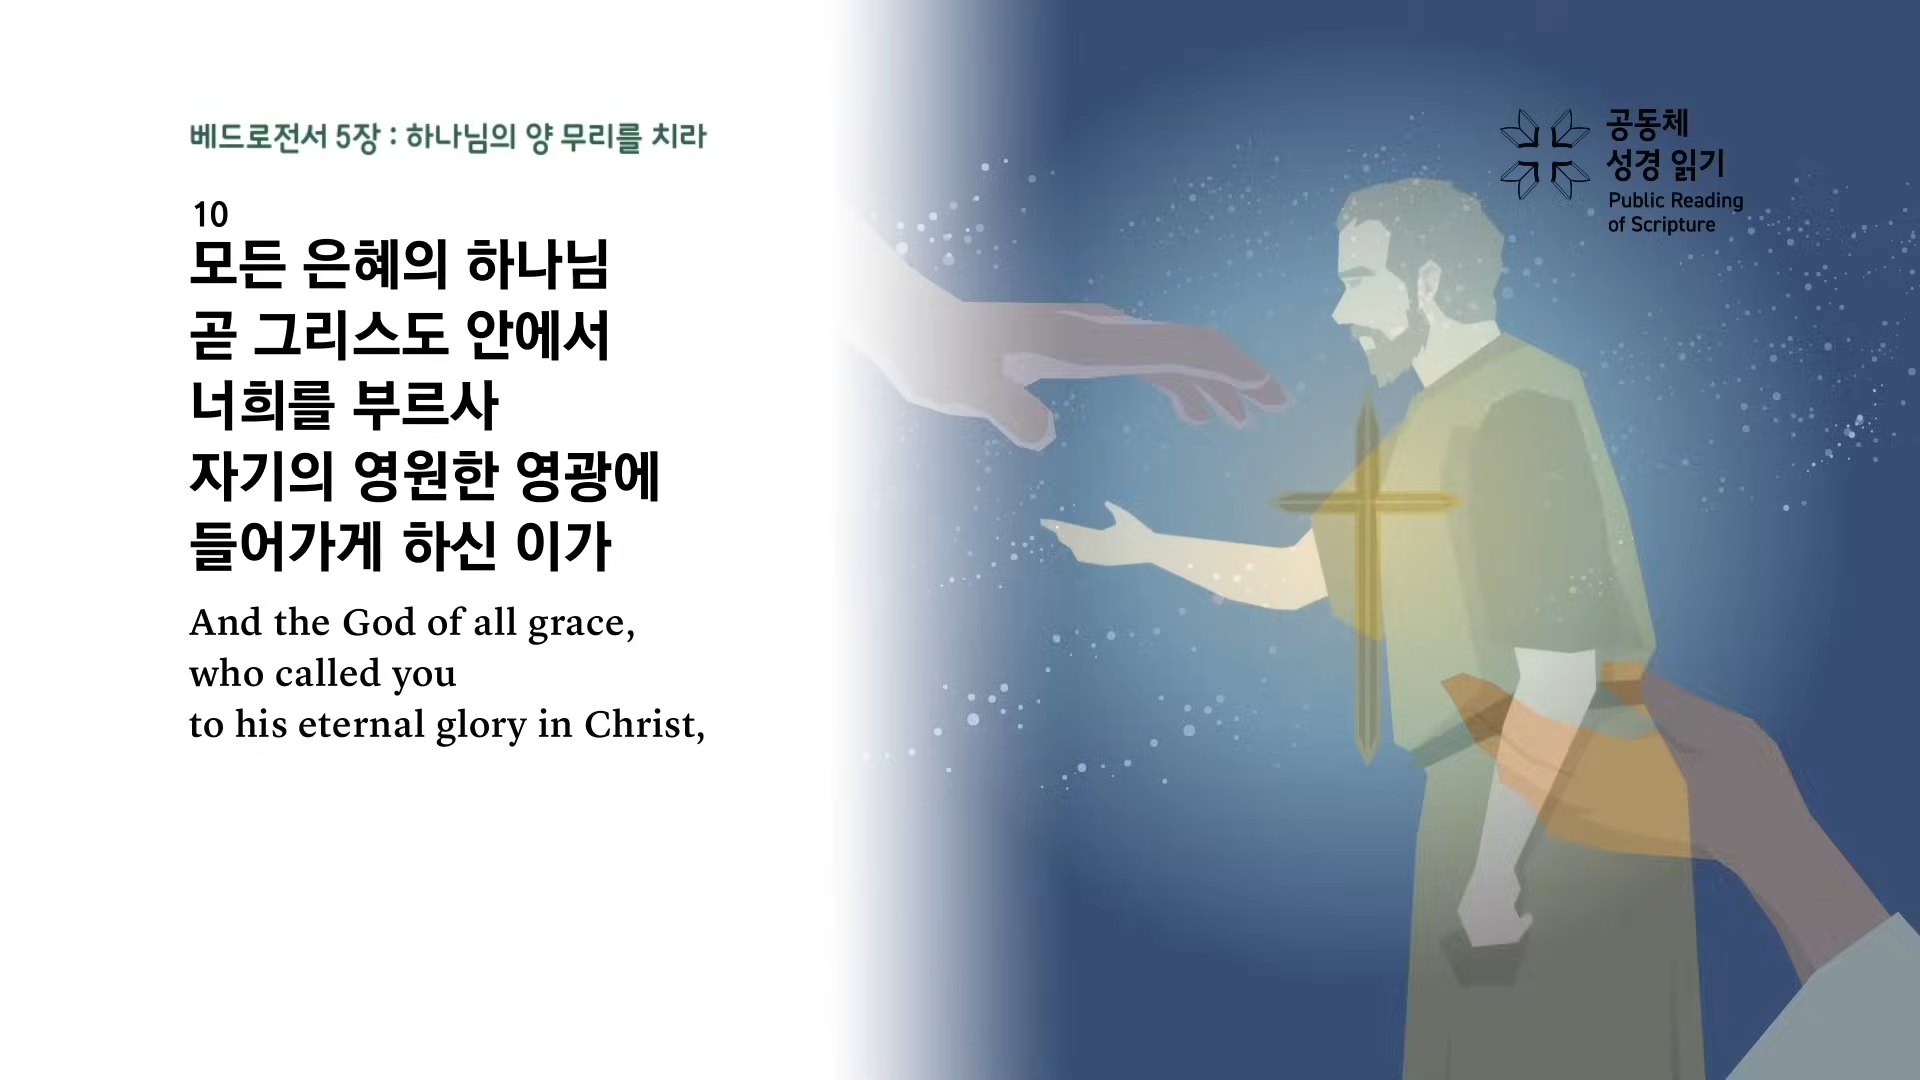 베드로전서 5장 : 하나님의 양 무리를 치라
10
모든 은혜의 하나님
곧 그리스도 안에서
너희를 부르사
자기의 영원한 영광에
들어가게 하신 이가
And the God of all grace,
who called you
to his eternal glory in Christ,
공동체
성경 읽기
Public Reading
of Scripture